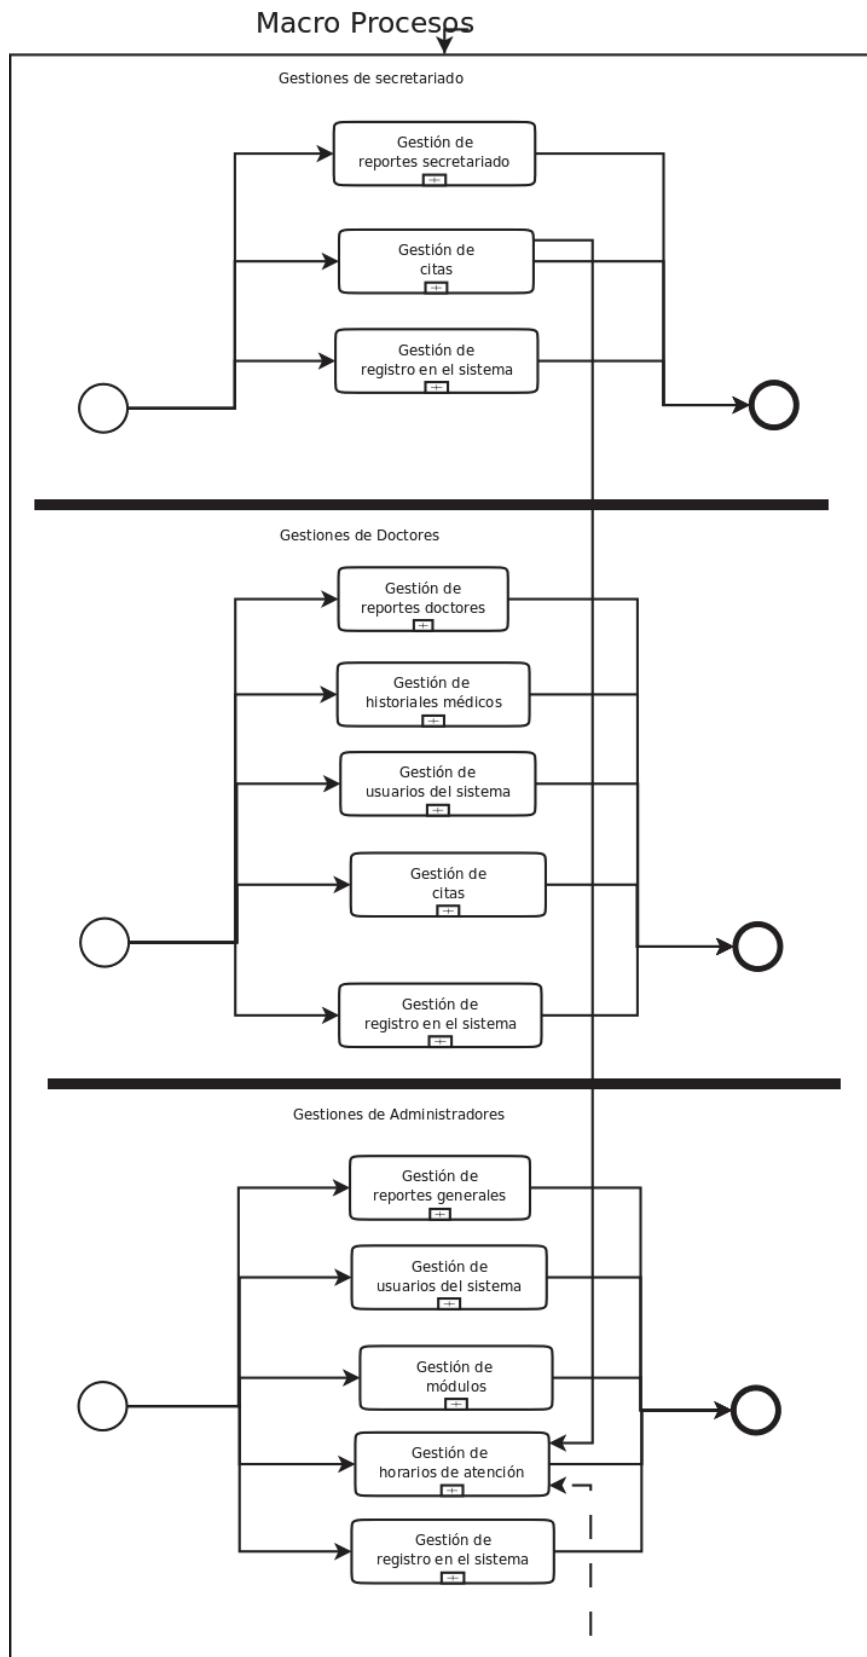 Macro Procesos
Gestiones de secretariado
Gestión de
reportes secretariado
Gestión de
citas
Gestión de
registro en el sistema
Gestiones de Doctores
Gestión de
reportes doctores
Gestión de
historiales médicos
Gestión de
usuarios del sistema
Gestión de
citas
Gestión de
registro en el sistema
Gestiones de Administradores
Gestión de
reportes generales
Gestión de
usuarios del sistema
Gestión de
módulos
Gestión de
horarios de atención
Gestión de
registro en el sistema